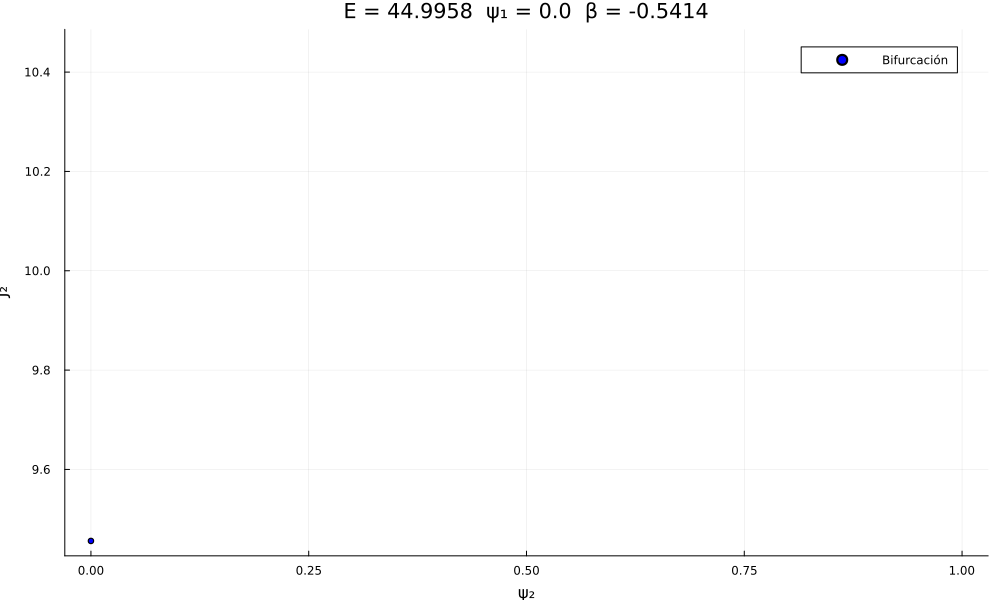 E = 44.9958 ψ₁ = 0.0 β = -0.5414
Bifurcación
10.4
10.2
10.0
9.8
9.6
J₂
0.00 0.25 0.50 0.75 1.00
ψ₂